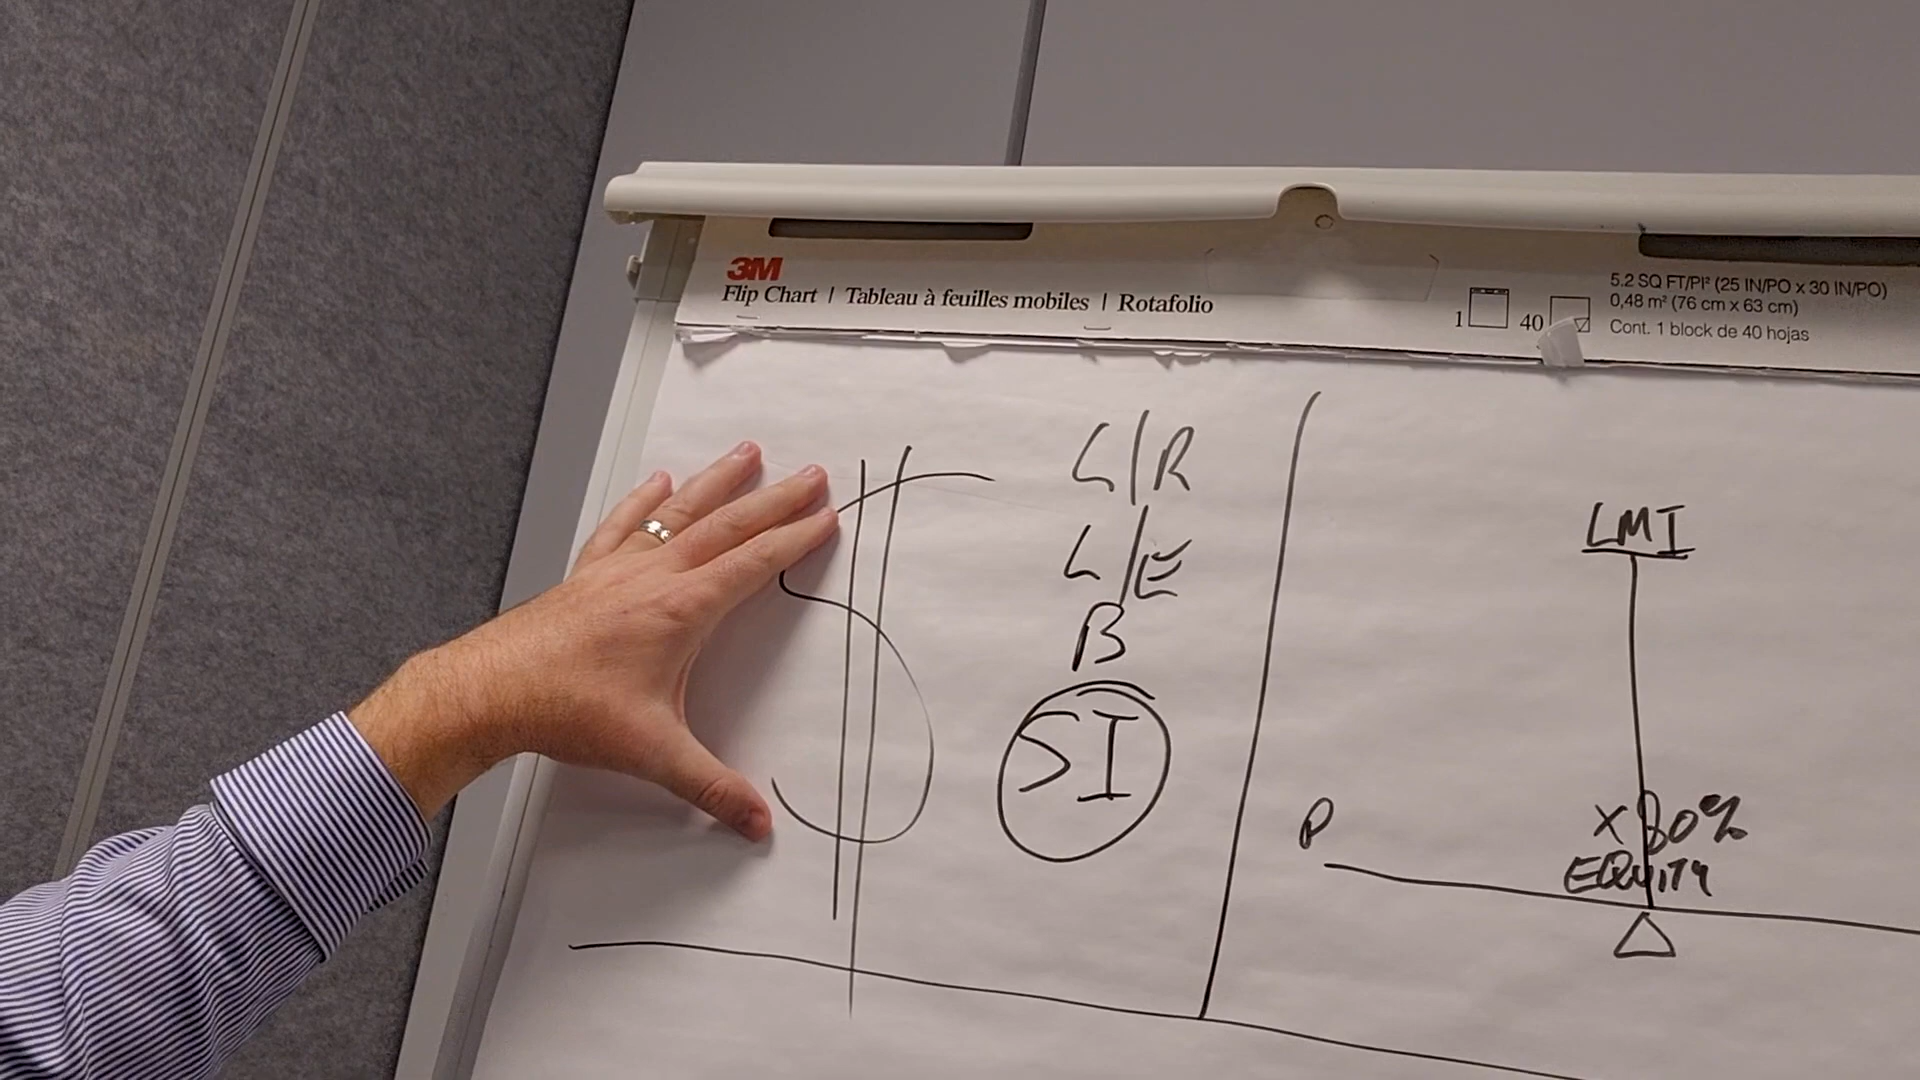 3M
Flip Chart | Tableau à feuilles mobiles | Rotafolio
1 40
5.2 SQ FT/PI² (25 IN/PO x 30 IN/PO)
0,48 m² (76 cm x 63 cm)
Cont. 1 block de 40 hojas
$
L/R
L/E
B
SI
LMI
P
x 80%
EQUITY